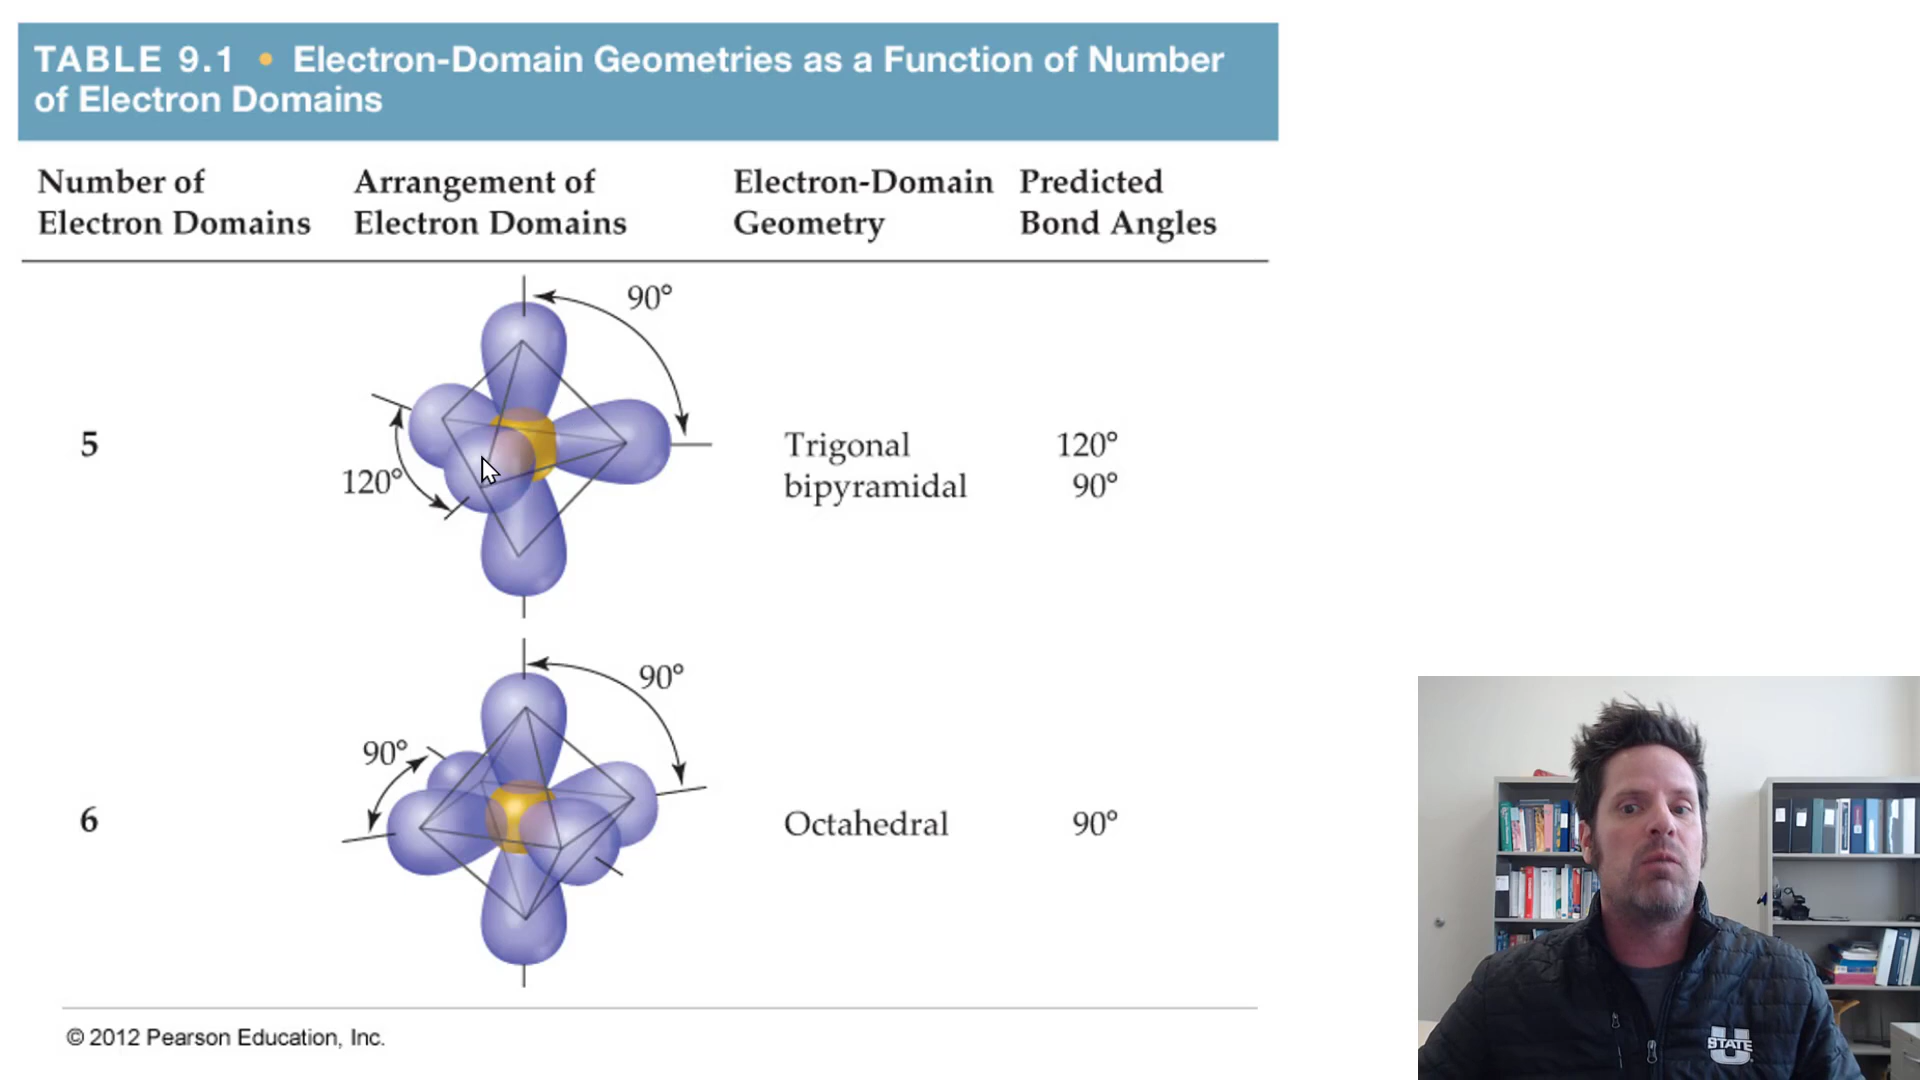 TABLE 9.1 • Electron-Domain Geometries as a Function of Number
of Electron Domains
Number of
Electron Domains
Arrangement of
Electron Domains
Electron-Domain
Geometry
Predicted
Bond Angles
5
90°
120°
Trigonal
bipyramidal
120°
90°
6
90°
90°
Octahedral
90°
© 2012 Pearson Education, Inc.
U
STATE